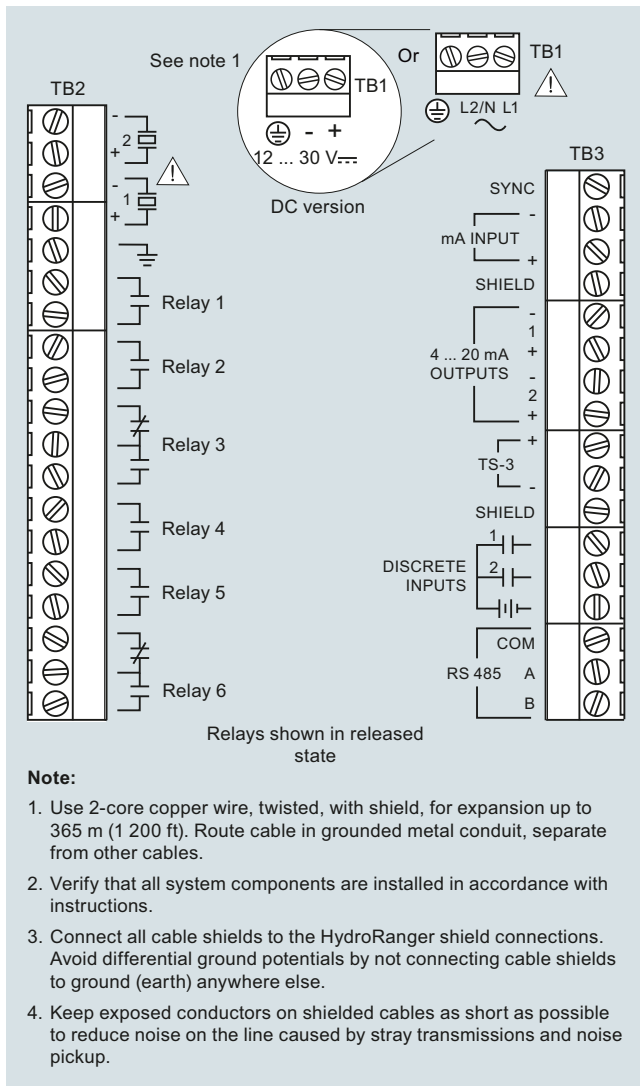 See note 1
Or
TB1
TB1
L2/N L1
- +
12 ... 30 V
DC version
TB2
-
2
+
-
1
+
Relay 1
Relay 2
Relay 3
Relay 4
Relay 5
Relay 6
TB3
SYNC
-
mA INPUT
+
SHIELD
-
1
4 ... 20 mA +
OUTPUTS -
2
+
+
TS-3
-
SHIELD
1
DISCRETE 2
INPUTS
COM
RS 485 A
B
Relays shown in released
state
Note:
1. Use 2-core copper wire, twisted, with shield, for expansion up to
365 m (1 200 ft). Route cable in grounded metal conduit, separate
from other cables.
2. Verify that all system components are installed in accordance with
instructions.
3. Connect all cable shields to the HydroRanger shield connections.
Avoid differential ground potentials by not connecting cable shields
to ground (earth) anywhere else.
4. Keep exposed conductors on shielded cables as short as possible
to reduce noise on the line caused by stray transmissions and noise
pickup.